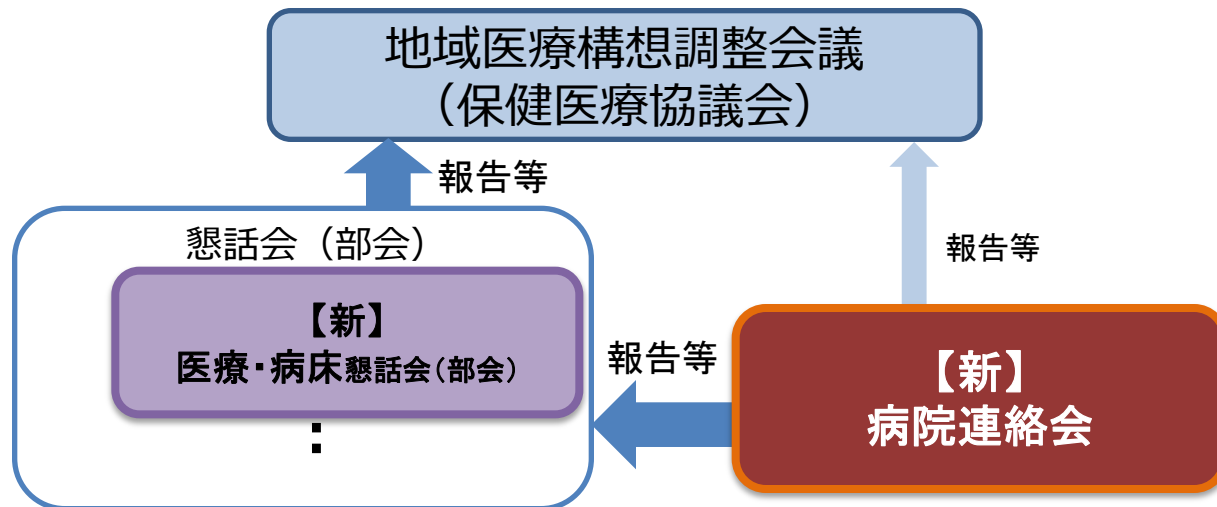 地域医療構想調整会議
（保健医療協議会）
報告等
報告等
懇話会（部会）
【新】
医療・病床懇話会（部会）
：
報告等
【新】
病院連絡会